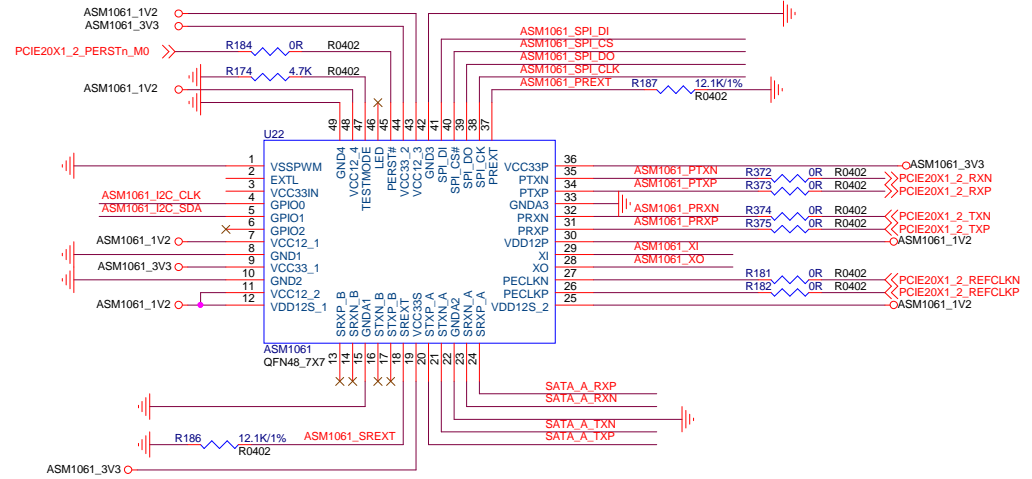 ASM1061_1V2
ASM1061_3V3
PCIE20X1_2_PERSTn_M0
R184 0R R0402
R174 4.7K R0402
ASM1061_1V2
ASM1061_SPI_DI
ASM1061_SPI_CS
ASM1061_SPI_DO
ASM1061_SPI_CLK
ASM1061_PREXT
R187 12.1K/1%
R0402
49 48 47 46 45 44 43 42 41 40 39 38 37
U22
GND4
VCC12_4
TESTMODE
LED
PERST#
VCC33_2
VCC12_3
GND3
SPI_DI
SPI_CS#
SPI_DO
SPI_CK
PREXT
1 VSSPWM
2 EXTL
3 VCC33IN
ASM1061_I2C_CLK 4 GPIO0
ASM1061_I2C_SDA 5 GPIO1
6 GPIO2
ASM1061_1V2 7 VCC12_1
8 GND1
ASM1061_3V3 9 VCC33_1
10 GND2
11 VCC12_2
ASM1061_1V2 12 VDD12S_1
VCC33P 36 ASM1061_3V3
PTXN 35 ASM1061_PTXN R372 0R R0402 PCIE20X1_2_RXN
PTXP 34 ASM1061_PTXP R373 0R R0402 PCIE20X1_2_RXP
GNDA3 33
PRXN 32 ASM1061_PRXN R374 0R R0402 PCIE20X1_2_TXN
PRXP 31 ASM1061_PRXP R375 0R R0402 PCIE20X1_2_TXP
VDD12P 30 ASM1061_1V2
XI 29 ASM1061_XI
XO 28 ASM1061_XO
PECLKN 27 R181 0R R0402 PCIE20X1_2_REFCLKN
PECLKP 26 R182 0R R0402 PCIE20X1_2_REFCLKP
VDD12S_2 25 ASM1061_1V2
SRXP_B
SRXN_B
GNDA1
STXN_B
STXP_B
SREXT
VCC33S
STXP_A
STXN_A
GNDA2
SRXN_A
SRXP_A
ASM1061
QFN48_7X7
13 14 15 16 17 18 19 20 21 22 23 24
SATA_A_RXP
SATA_A_RXN
SATA_A_TXN
SATA_A_TXP
R186 12.1K/1% ASM1061_SREXT
R0402
ASM1061_3V3